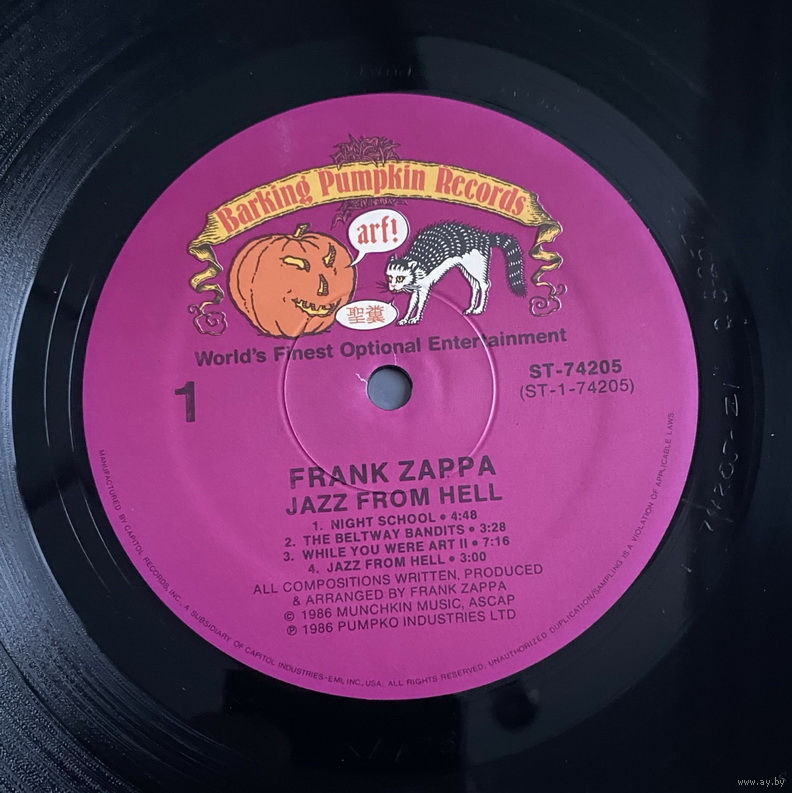 Barking Pumpkin Records
arf!
聖糞
World's Finest Optional Entertainment
1
ST-74205
(ST-1-74205)
FRANK ZAPPA
JAZZ FROM HELL
1. NIGHT SCHOOL • 4:48
2. THE BELTWAY BANDITS • 3:28
3. WHILE YOU WERE ART II • 7:16
4. JAZZ FROM HELL • 3:00
ALL COMPOSITIONS WRITTEN, PRODUCED
& ARRANGED BY FRANK ZAPPA
© 1986 MUNCHKIN MUSIC, ASCAP
℗ 1986 PUMPKO INDUSTRIES LTD
MANUFACTURED BY CAPITOL RECORDS, INC., A SUBSIDIARY OF CAPITOL INDUSTRIES-EMI, INC., USA. ALL RIGHTS RESERVED. UNAUTHORIZED DUPLICATION/SAMPLING IS A VIOLATION OF APPLICABLE LAWS.
www.ay.by